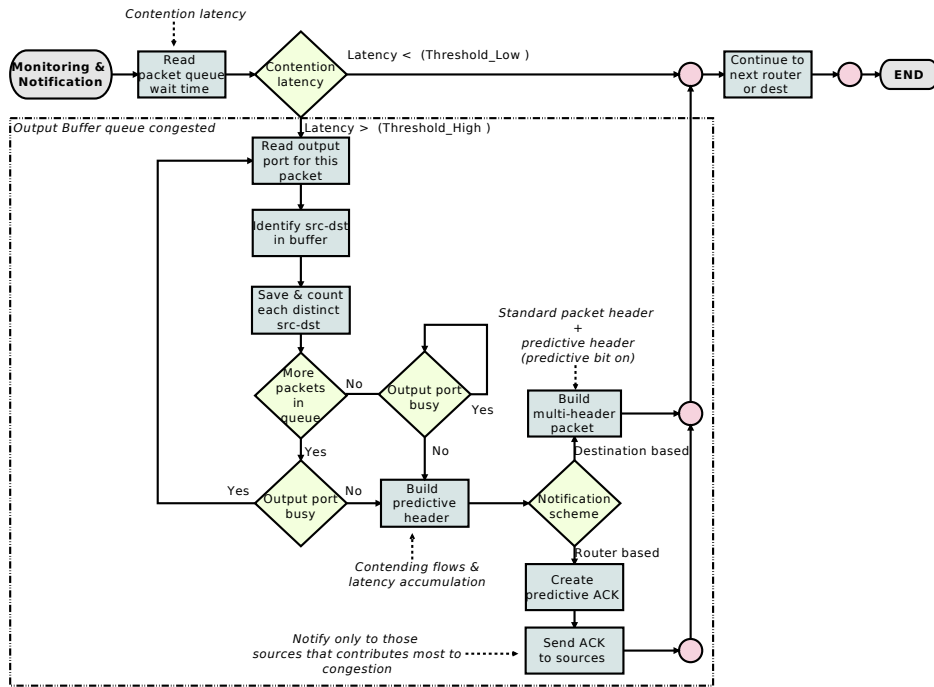 Contention latency
Monitoring &
Notification
Read
packet queue
wait time
Contention
latency
Latency < (Threshold_Low )
Continue to
next router
or dest
END
Output Buffer queue congested
Latency > (Threshold_High )
Read output
port for this
packet
Identify src-dst
in buffer
Save & count
each distinct
src-dst
More
packets
in
queue
No
Output port
busy
Yes
Standard packet header
+
predictive header
(predictive bit on)
Build
multi-header
packet
Yes
No
Destination based
Yes
Output port
busy
No
Build
predictive
header
Notification
scheme
Router based
Contending flows &
latency accumulation
Create
predictive ACK
Notify only to those
sources that contributes most to
congestion
Send ACK
to sources